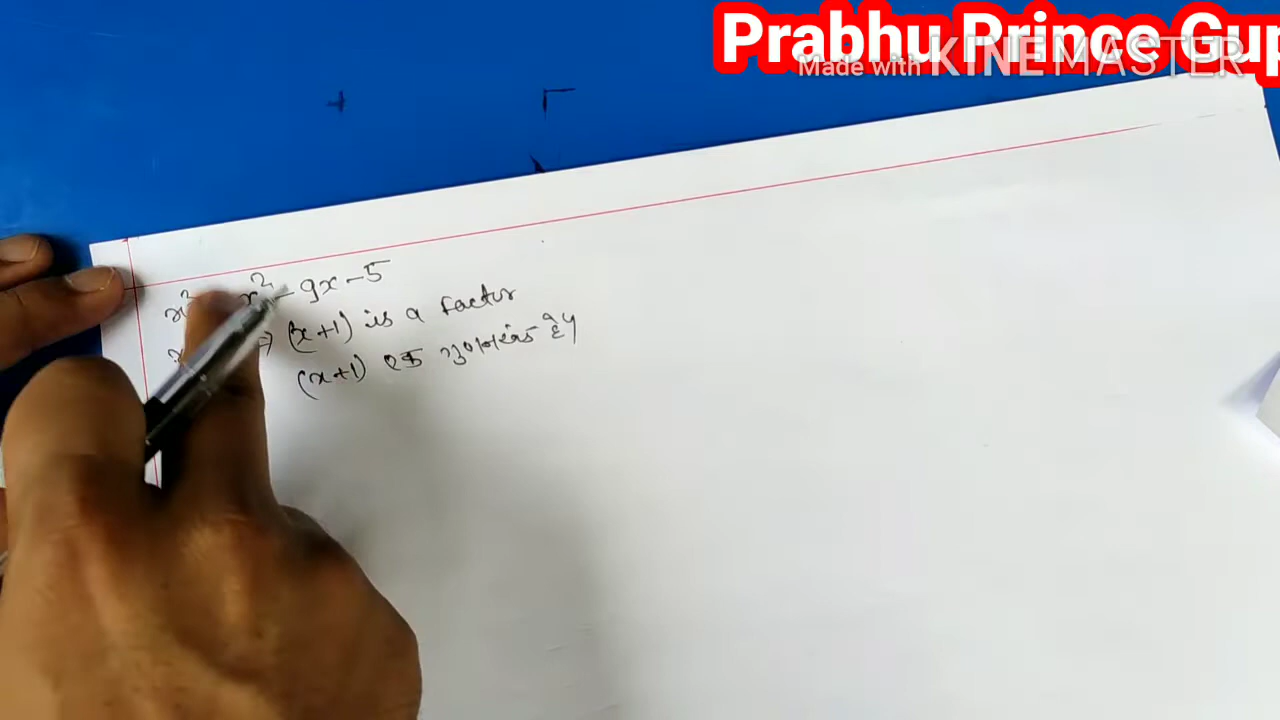 Prabhu Prince Gup
Made with KINEMASTER
x² - 9x - 5
⇒ (x+1) is a factor
(x+1) एक गुणनखंड है।